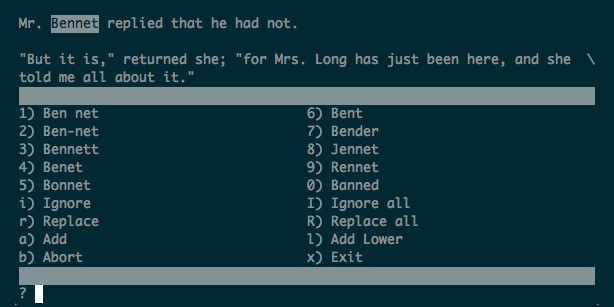 Mr. Bennet replied that he had not.
"But it is," returned she; "for Mrs. Long has just been here, and she \
told me all about it."
1) Ben net 6) Bent
2) Ben-net 7) Bender
3) Bennett 8) Jennet
4) Benet 9) Rennet
5) Bonnet 0) Banned
i) Ignore I) Ignore all
r) Replace R) Replace all
a) Add l) Add Lower
b) Abort x) Exit
?